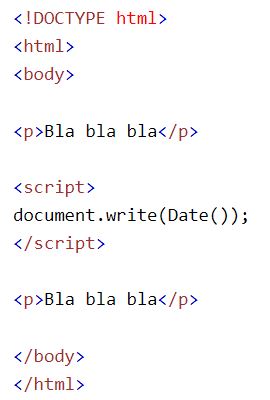 <!DOCTYPE html>
<html>
<body>

<p>Bla bla bla</p>

<script>
document.write(Date());
</script>

<p>Bla bla bla</p>

</body>
</html>